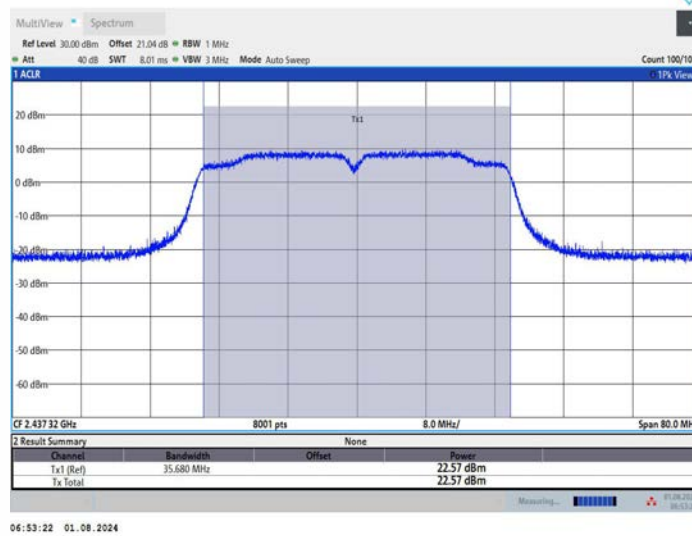 MultiView Spectrum
Ref Level 30.00 dBm Offset 21.04 dB RBW 1 MHz
Att 40 dB SWT 8.01 ms VBW 3 MHz Mode Auto Sweep Count 100/10
1 ACLR 1Pk View
Tx1
20 dBm
10 dBm
0 dBm
-10 dBm
-20 dBm
-30 dBm
-40 dBm
-50 dBm
-60 dBm
CF 2.437 32 GHz 8001 pts 8.0 MHz/ Span 80.0 MH
2 Result Summary None
Channel Bandwidth Offset Power
Tx1 (Ref) 35.680 MHz 22.57 dBm
Tx Total 22.57 dBm
Measuring...
06:53:22 01.08.2024